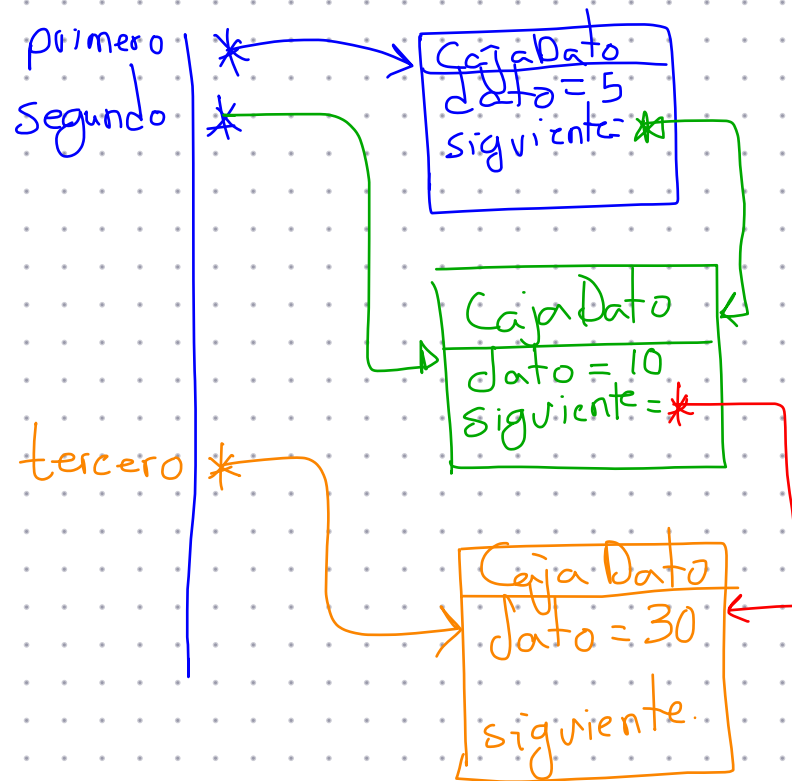 primero * CajaDato
dato = 5
segundo * siguiente= *
CajaDato
dato = 10
siguiente = *
tercero *
CajaDato
dato = 30
siguiente.